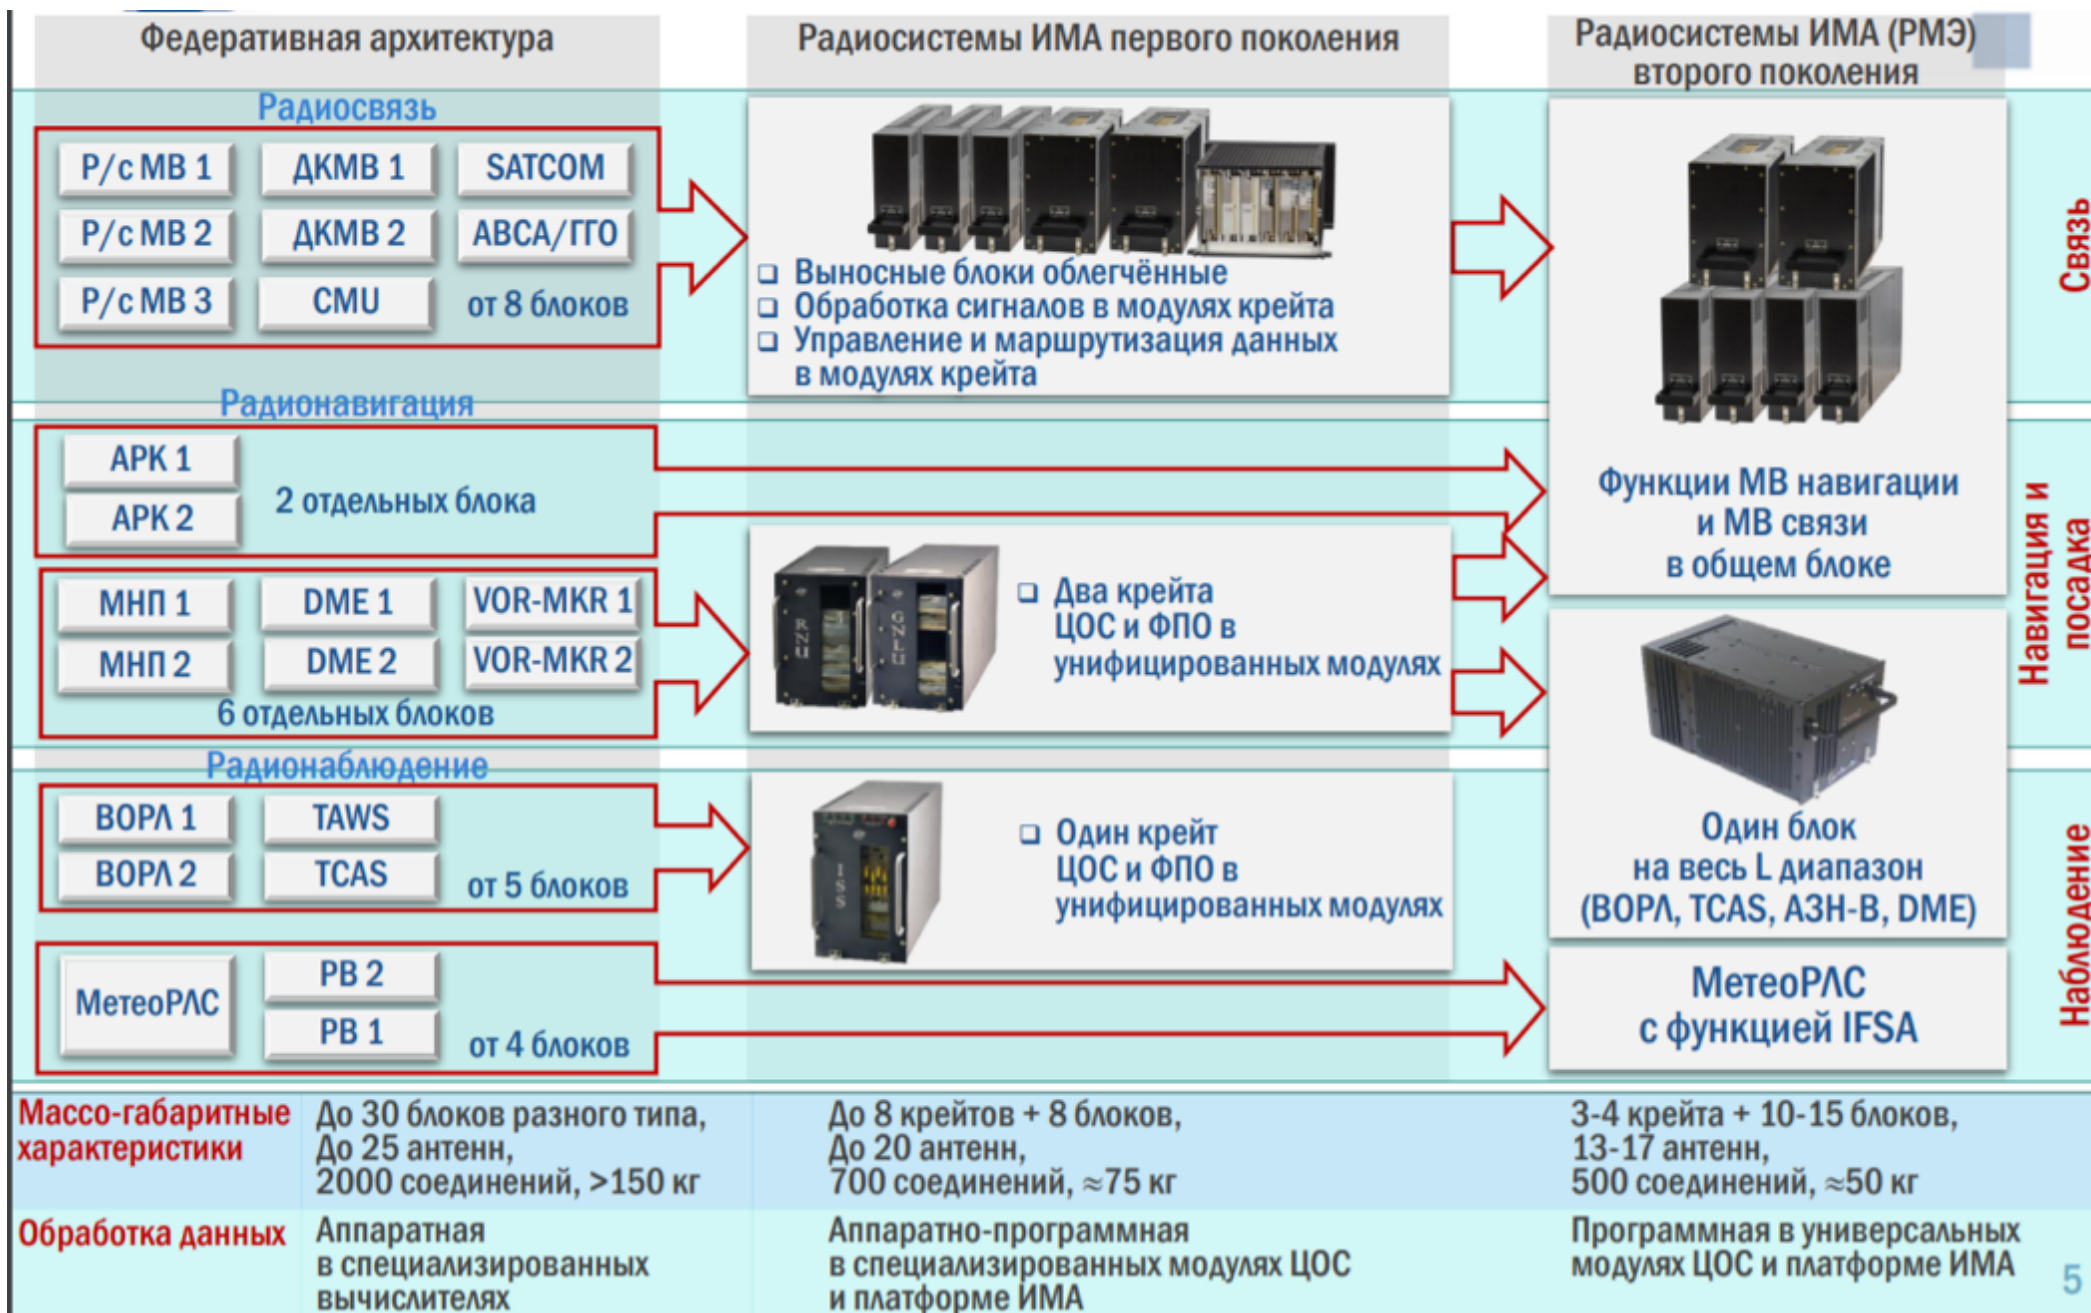 Федеративная архитектура
Радиосистемы ИМА первого поколения
Радиосистемы ИМА (РМЭ)
второго поколения
Радиосвязь
Р/с МВ 1
ДКМВ 1
SATCOM
Р/с МВ 2
ДКМВ 2
АВСА/ГГО
Р/с МВ 3
CMU
от 8 блоков
❑ Выносные блоки облегчённые
❑ Обработка сигналов в модулях крейта
❑ Управление и маршрутизация данных
в модулях крейта
Связь
Радионавигация
АРК 1
АРК 2
2 отдельных блока
МНП 1
DME 1
VOR-MKR 1
МНП 2
DME 2
VOR-MKR 2
6 отдельных блоков
RNU
GNLU
❑ Два крейта
ЦОС и ФПО в
унифицированных модулях
Функции МВ навигации
и МВ связи
в общем блоке
Навигация и
посадка
Радионаблюдение
ВОРЛ 1
TAWS
ВОРЛ 2
TCAS
от 5 блоков
ISS
❑ Один крейт
ЦОС и ФПО в
унифицированных модулях
Один блок
на весь L диапазон
(ВОРЛ, TCAS, АЗН-В, DME)
МетеоРЛС
РВ 2
РВ 1
от 4 блоков
МетеоРЛС
с функцией IFSA
Наблюдение
Массо-габаритные
характеристики
До 30 блоков разного типа,
До 25 антенн,
2000 соединений, >150 кг
До 8 крейтов + 8 блоков,
До 20 антенн,
700 соединений, ≈75 кг
3-4 крейта + 10-15 блоков,
13-17 антенн,
500 соединений, ≈50 кг
Обработка данных
Аппаратная
в специализированных
вычислителях
Аппаратно-программная
в специализированных модулях ЦОС
и платформе ИМА
Программная в универсальных
модулях ЦОС и платформе ИМА
5